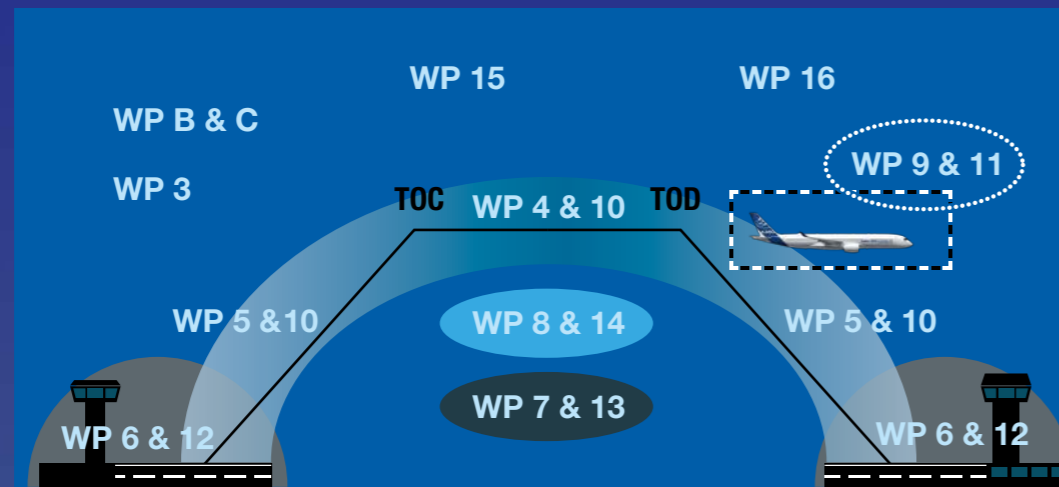 WP 15
WP 16
WP B & C
WP 9 & 11
WP 3
TOC
WP 4 & 10
TOD
WP 5 &10
WP 8 & 14
WP 5 & 10
WP 7 & 13
WP 6 & 12
WP 6 & 12